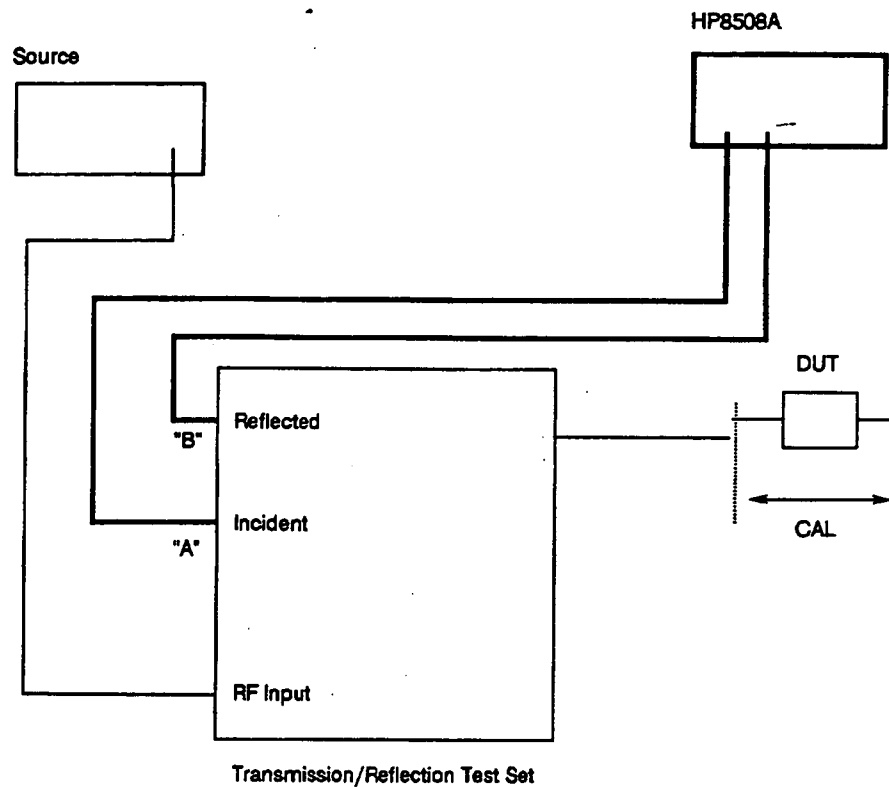 HP8508A
Source
DUT
Reflected
"B"
Incident
"A"
CAL
RF Input
Transmission/Reflection Test Set